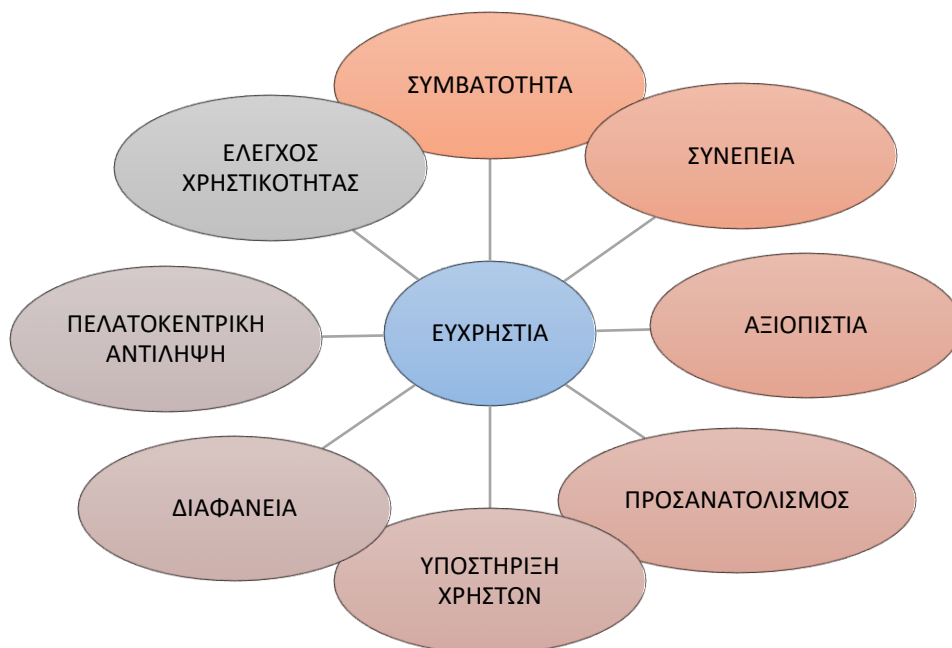 ΣΥΜΒΑΤΟΤΗΤΑ
ΣΥΝΕΠΕΙΑ
ΑΞΙΟΠΙΣΤΙΑ
ΠΡΟΣΑΝΑΤΟΛΙΣΜΟΣ
ΥΠΟΣΤΗΡΙΞΗ
ΧΡΗΣΤΩΝ
ΔΙΑΦΑΝΕΙΑ
ΠΕΛΑΤΟΚΕΝΤΡΙΚΗ
ΑΝΤΙΛΗΨΗ
ΕΛΕΓΧΟΣ
ΧΡΗΣΤΙΚΟΤΗΤΑΣ
ΕΥΧΡΗΣΤΙΑ